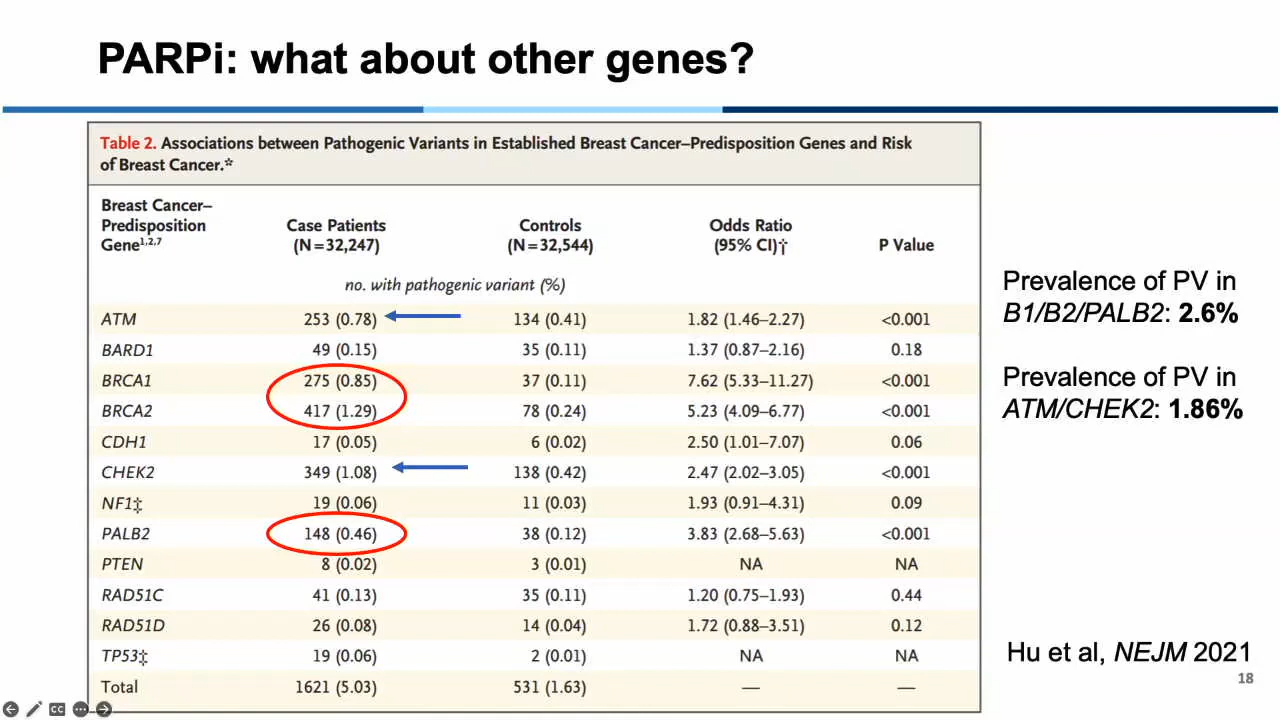 PARPi: what about other genes?
Table 2. Associations between Pathogenic Variants in Established Breast Cancer–Predisposition Genes and Risk
of Breast Cancer.*
Breast Cancer–
Predisposition
Gene1,2,7
Case Patients
(N=32,247)
Controls
(N=32,544)
Odds Ratio
(95% CI)†
P Value
no. with pathogenic variant (%)
ATM 253 (0.78) 134 (0.41) 1.82 (1.46–2.27) <0.001
BARD1 49 (0.15) 35 (0.11) 1.37 (0.87–2.16) 0.18
BRCA1 275 (0.85) 37 (0.11) 7.62 (5.33–11.27) <0.001
BRCA2 417 (1.29) 78 (0.24) 5.23 (4.09–6.77) <0.001
CDH1 17 (0.05) 6 (0.02) 2.50 (1.01–7.07) 0.06
CHEK2 349 (1.08) 138 (0.42) 2.47 (2.02–3.05) <0.001
NF1‡ 19 (0.06) 11 (0.03) 1.93 (0.91–4.31) 0.09
PALB2 148 (0.46) 38 (0.12) 3.83 (2.68–5.63) <0.001
PTEN 8 (0.02) 3 (0.01) NA NA
RAD51C 41 (0.13) 35 (0.11) 1.20 (0.75–1.93) 0.44
RAD51D 26 (0.08) 14 (0.04) 1.72 (0.88–3.51) 0.12
TP53‡ 19 (0.06) 2 (0.01) NA NA
Total 1621 (5.03) 531 (1.63) — —
Prevalence of PV in
B1/B2/PALB2: 2.6%
Prevalence of PV in
ATM/CHEK2: 1.86%
Hu et al, NEJM 2021
18
CC